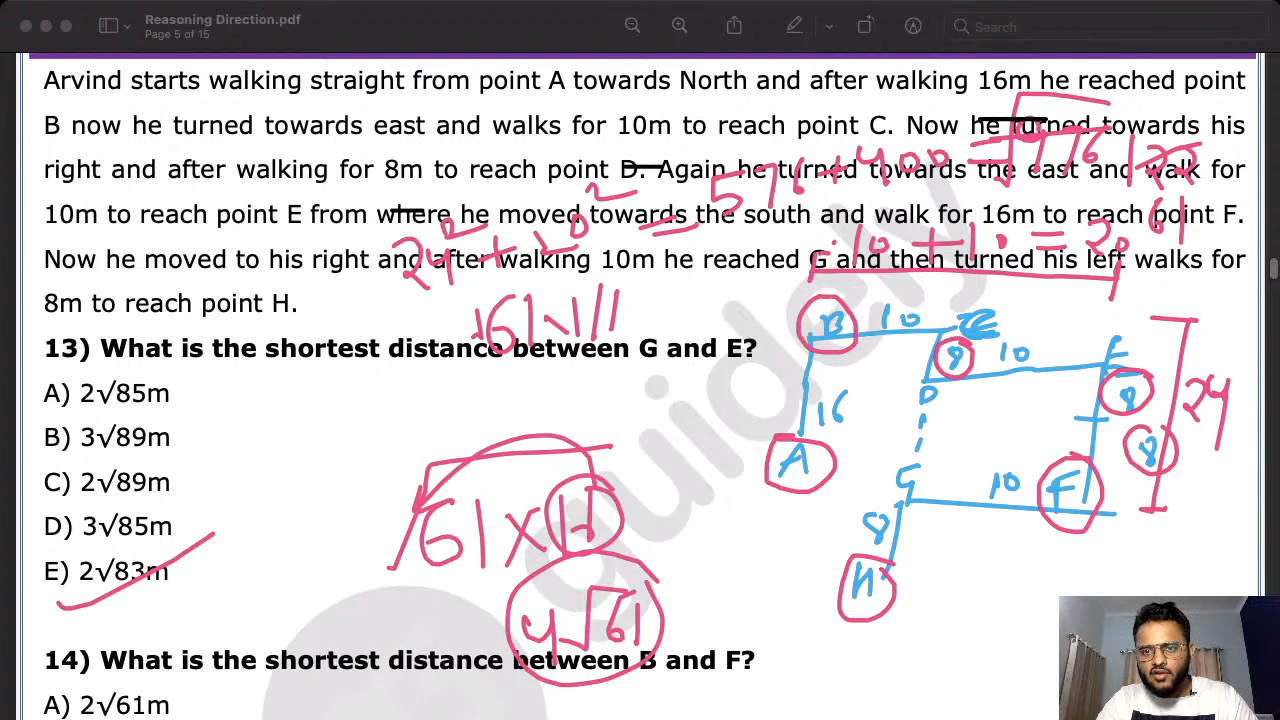 Reasoning Direction.pdf
Page 5 of 15
Search
Arvind starts walking straight from point A towards North and after walking 16m he reached point
B now he turned towards east and walks for 10m to reach point C. Now he turned towards his
right and after walking for 8m to reach point D. Again he turned towards the east and walk for
10m to reach point E from where he moved towards the south and walk for 16m to reach point F.
Now he moved to his right and after walking 10m he reached G and then turned his left walks for
8m to reach point H.
24² + 20² = 576 + 400 = √976
61
10 + 10 = 20
13) What is the shortest distance between G and E?
A) 2√85m
B) 3√89m
C) 2√89m
D) 3√85m
E) 2√83m
B 10
8 10 E
16 D 8 24
A 8
G 10 F
8
H
61 ×
4√61
guidely
14) What is the shortest distance between B and F?
A) 2√61m